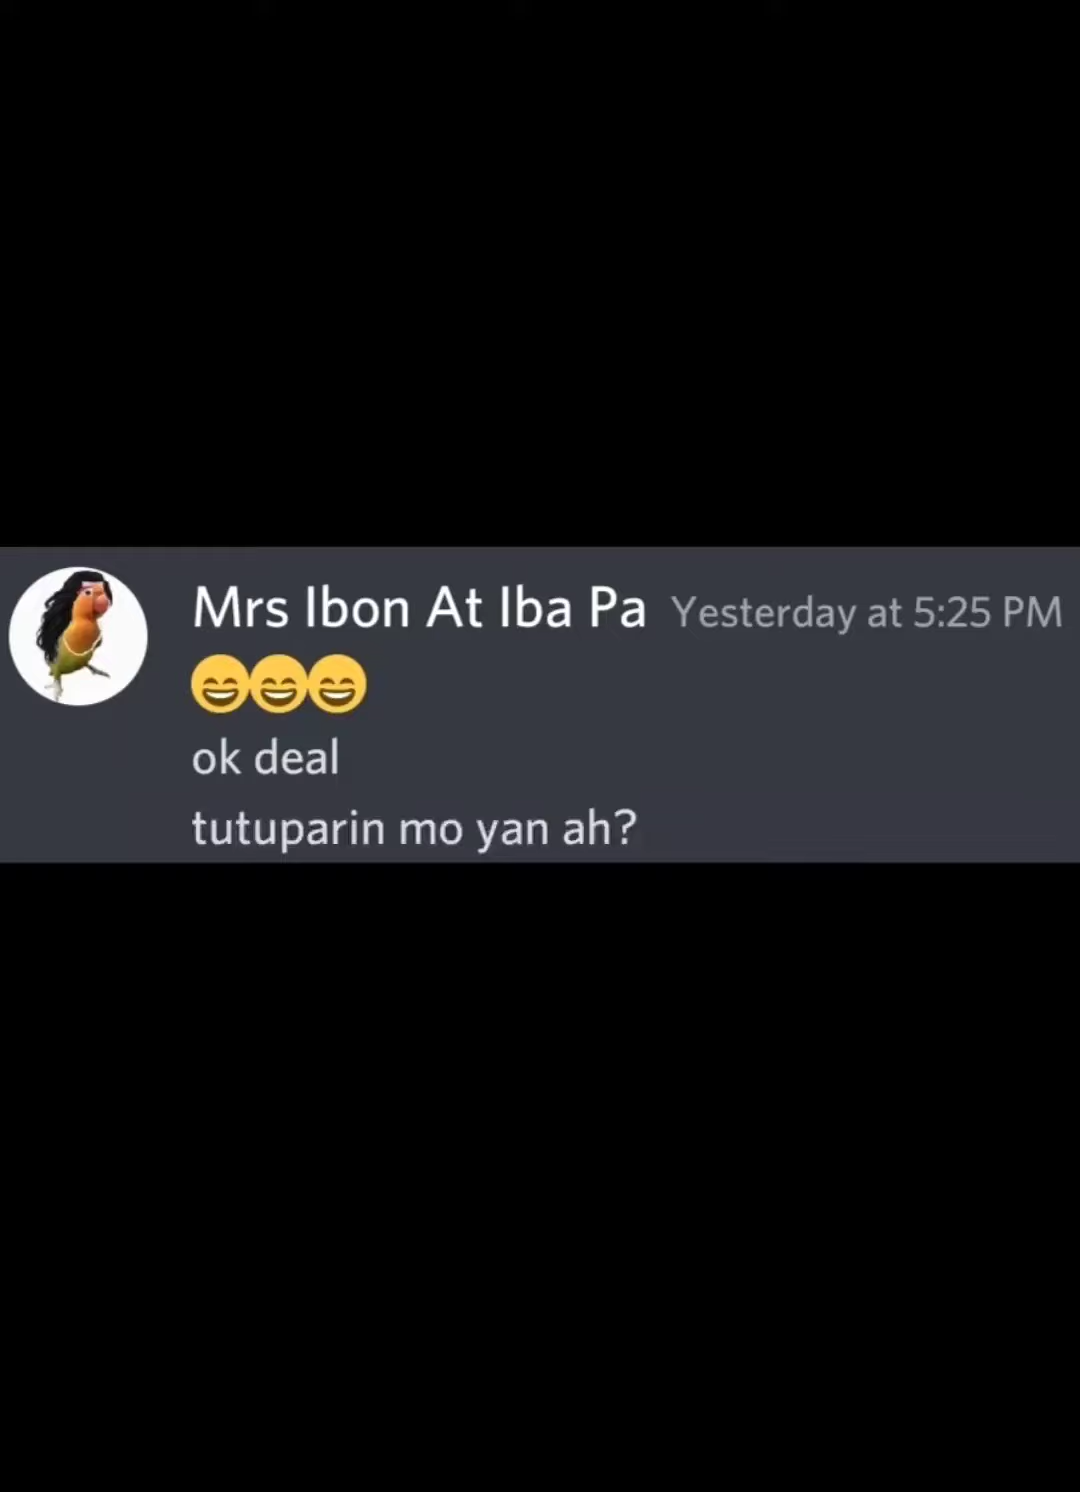 Mrs Ibon At Iba Pa Yesterday at 5:25 PM
😄😄😄
ok deal
tutuparin mo yan ah?